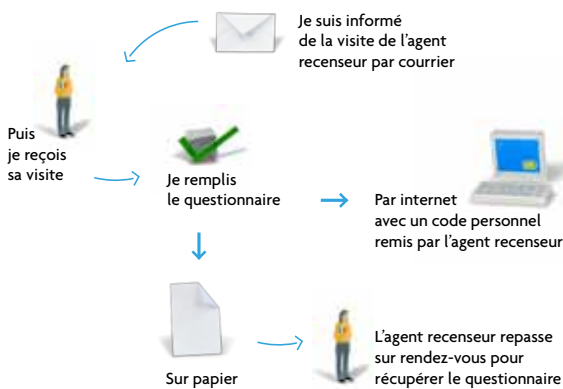 Je suis informé
de la visite de l'agent
recenseur par courrier
Puis
je reçois
sa visite
Je remplis
le questionnaire
Par internet
avec un code personnel
remis par l'agent recenseur
Sur papier
L'agent recenseur repasse
sur rendez-vous pour
récupérer le questionnaire